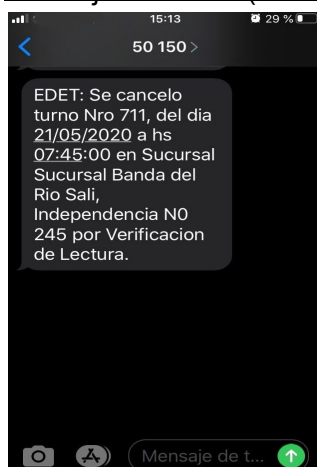 15:13
29 %
50 150 >
EDET: Se cancelo
turno Nro 711, del dia
21/05/2020 a hs
07:45:00 en Sucursal
Sucursal Banda del
Rio Sali,
Independencia N0
245 por Verificacion
de Lectura.
Mensaje de t...